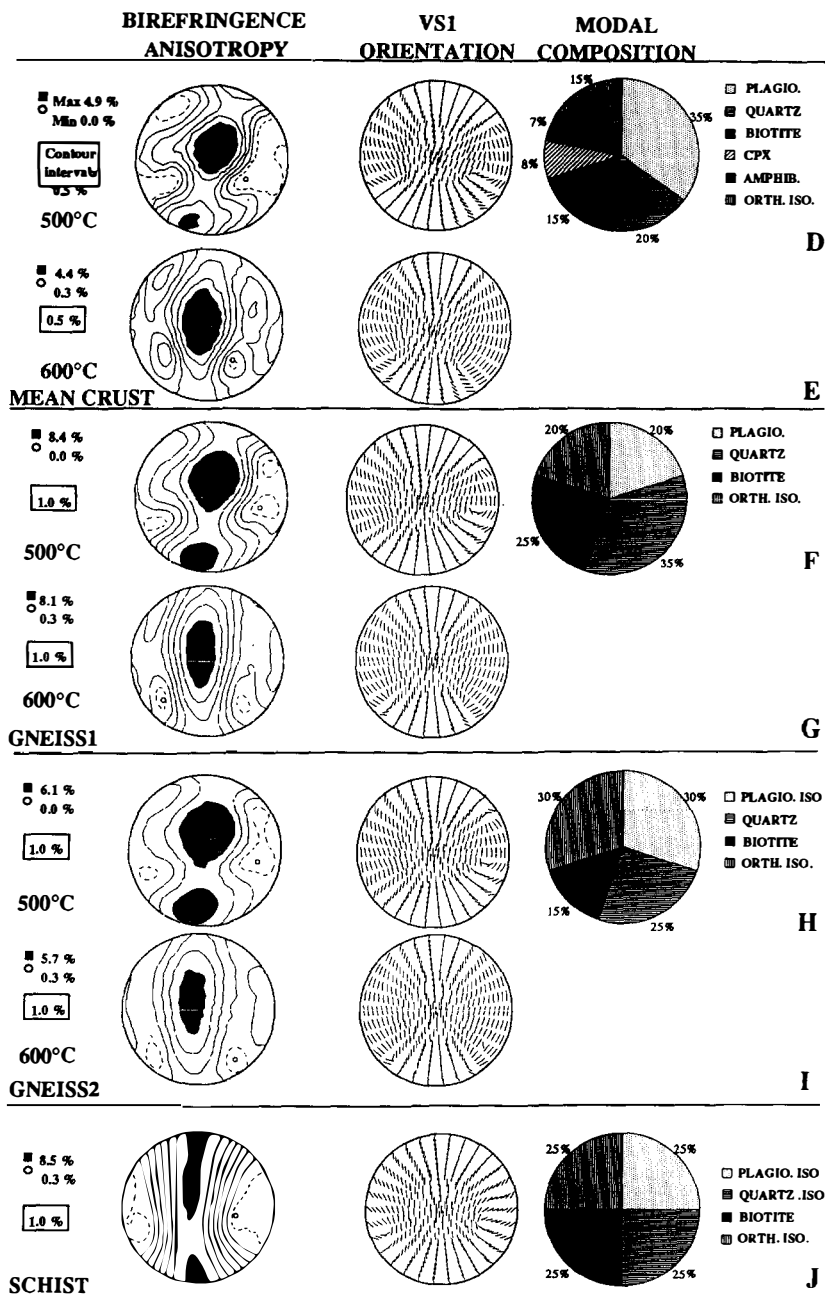 BIREFRINGENCE ANISOTROPY
VS1 ORIENTATION
MODAL COMPOSITION
Max 4.9 %
Min 0.0 %
Contour intervals
0.5 %
500°C
15%
35%
7%
8%
15%
20%
PLAGIO.
QUARTZ
BIOTITE
CPX
AMPHIB.
ORTH. ISO.
D
4.4 %
0.3 %
0.5 %
600°C
MEAN CRUST
E
8.4 %
0.0 %
1.0 %
500°C
20%
20%
25%
35%
PLAGIO.
QUARTZ
BIOTITE
ORTH. ISO.
F
8.1 %
0.3 %
1.0 %
600°C
GNEISS1
G
6.1 %
0.0 %
1.0 %
500°C
30%
30%
15%
25%
PLAGIO. ISO
QUARTZ
BIOTITE
ORTH. ISO.
H
5.7 %
0.3 %
1.0 %
600°C
GNEISS2
I
8.5 %
0.3 %
1.0 %
25%
25%
25%
25%
PLAGIO. ISO
QUARTZ .ISO
BIOTITE
ORTH. ISO.
SCHIST
J